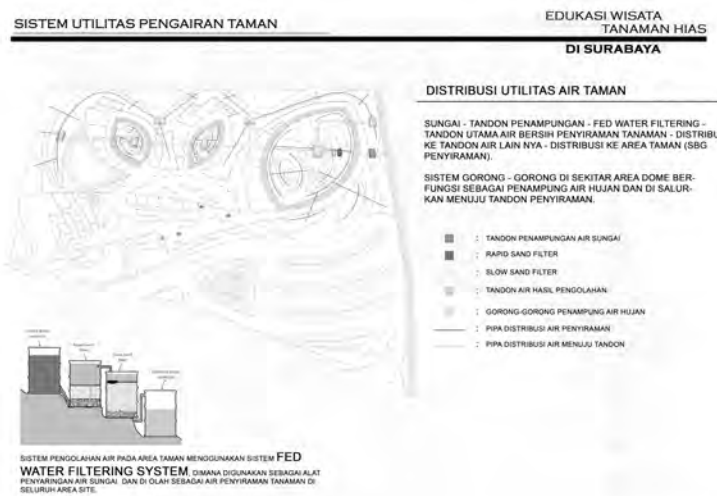 SISTEM UTILITAS PENGAIRAN TAMAN
EDUKASI WISATA
TANAMAN HIAS
DI SURABAYA
DISTRIBUSI UTILITAS AIR TAMAN
SUNGAI - TANDON PENAMPUNGAN - FED WATER FILTERING -
TANDON UTAMA AIR BERSIH PENYIRAMAN TANAMAN - DISTRIBU
KE TANDON AIR LAIN NYA - DISTRIBUSI KE AREA TAMAN (SBG
PENYIRAMAN).
SISTEM GORONG - GORONG DI SEKITAR AREA DOME BER-
FUNGSI SEBAGAI PENAMPUNG AIR HUJAN DAN DI SALUR-
KAN MENUJU TANDON PENYIRAMAN.
: TANDON PENAMPUNGAN AIR SUNGAI
: RAPID SAND FILTER
: SLOW SAND FILTER
: TANDON AIR HASIL PENGOLAHAN
: GORONG-GORONG PENAMPUNG AIR HUJAN
: PIPA DISTRIBUSI AIR PENYIRAMAN
: PIPA DISTRIBUSI AIR MENUJU TANDON
SISTEM PENGOLAHAN AIR PADA AREA TAMAN MENGGUNAKAN SISTEM FED
WATER FILTERING SYSTEM, DIMANA DIGUNAKAN SEBAGAI ALAT
PENYARINGAN AIR SUNGAI. DAN DI OLAH SEBAGAI AIR PENYIRAMAN TANAMAN DI
SELURUH AREA SITE.